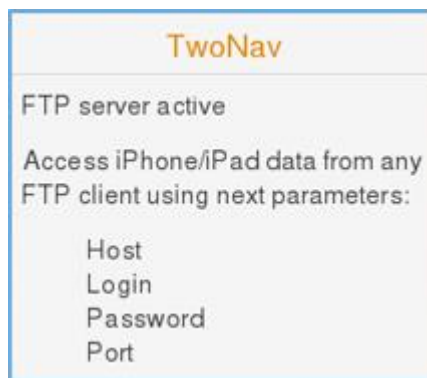 TwoNav
FTP server active
Access iPhone/iPad data from any
FTP client using next parameters:
Host
Login
Password
Port